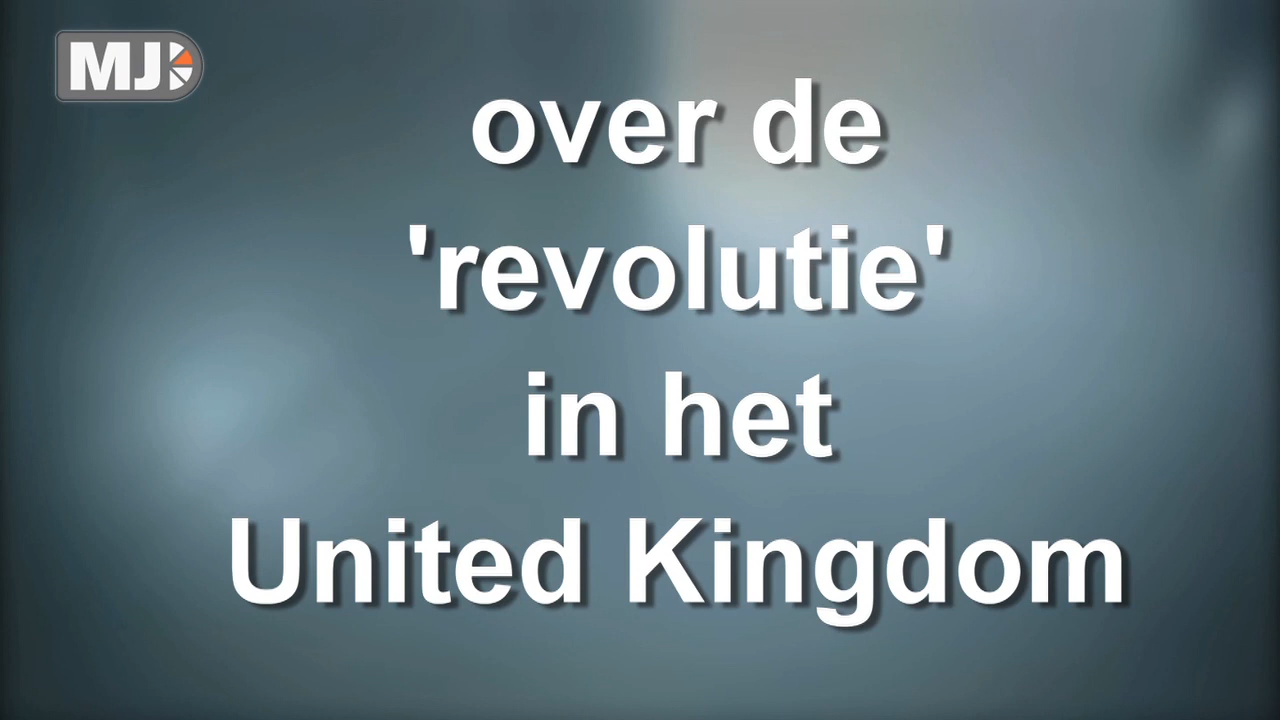 MJ
over de
'revolutie'
in het
United Kingdom